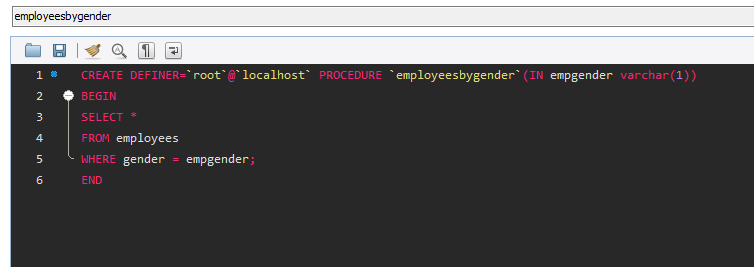 employeesbygender
1 CREATE DEFINER=`root`@`localhost` PROCEDURE `employeesbygender`(IN empgender varchar(1))
2 BEGIN
3 SELECT *
4 FROM employees
5 WHERE gender = empgender;
6 END